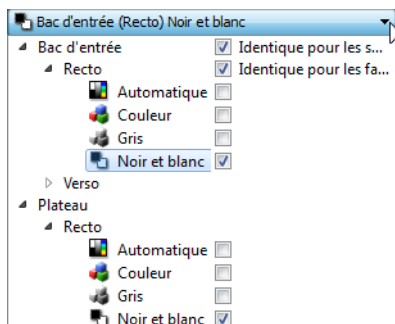 Bac d'entrée (Recto) Noir et blanc
Bac d'entrée Identique pour les s...
Recto Identique pour les fa...
Automatique
Couleur
Gris
Noir et blanc
Verso
Plateau
Recto
Automatique
Couleur
Gris
Noir et blanc